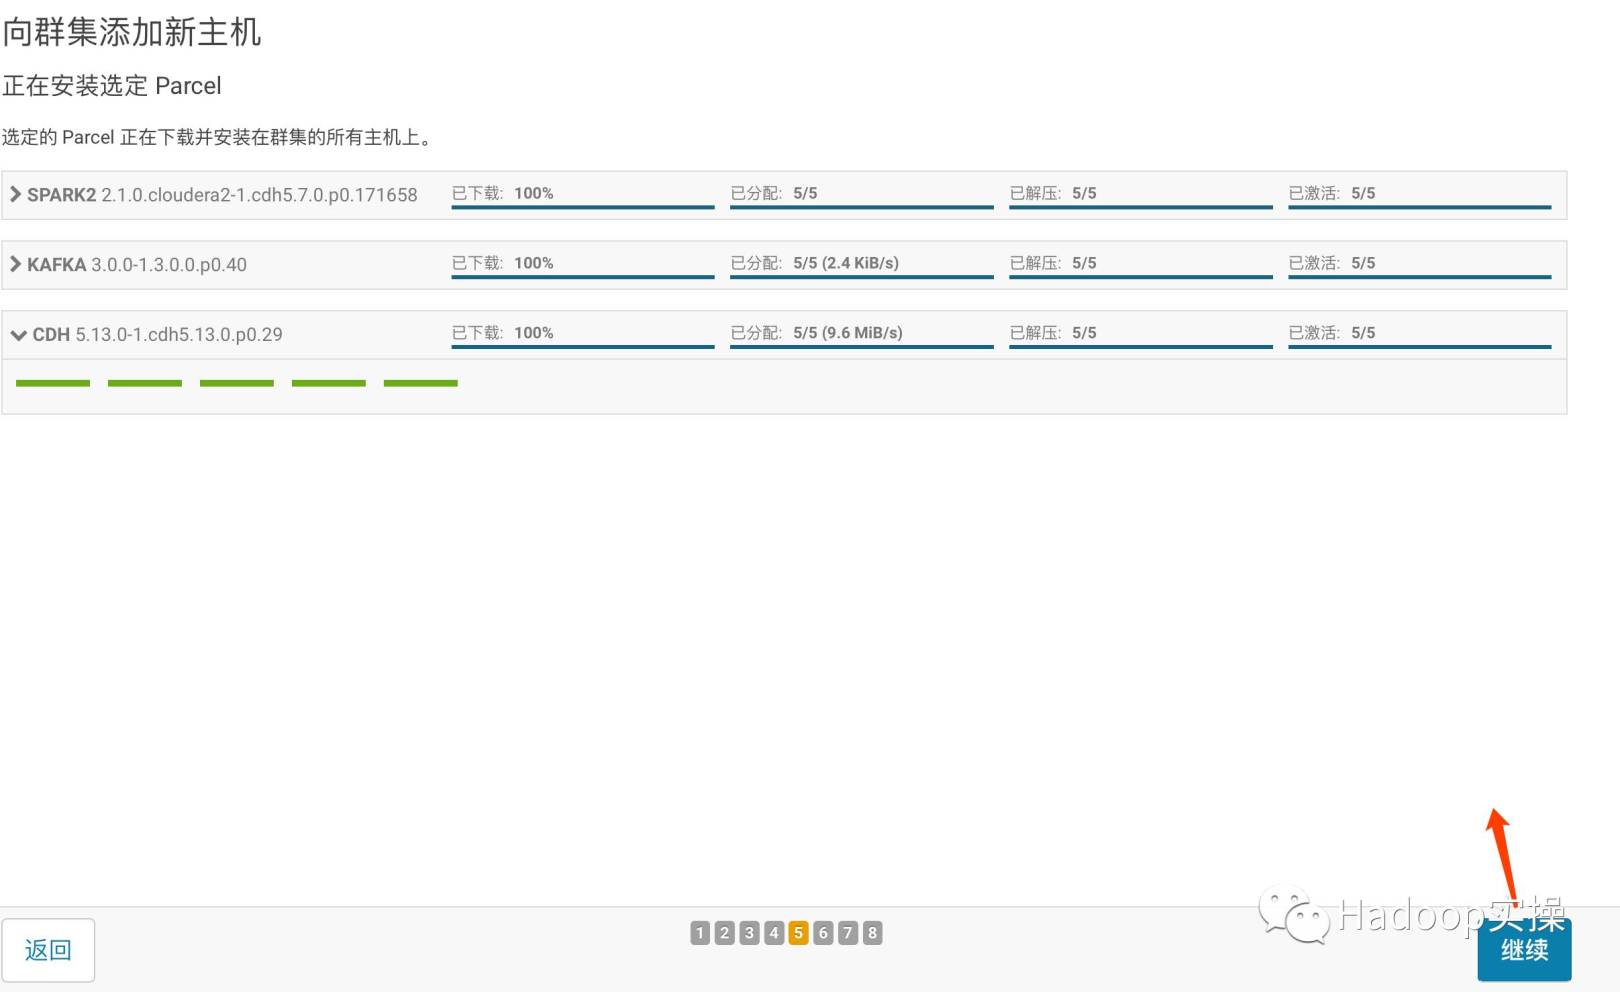 向群集添加新主机
正在安装选定 Parcel
选定的 Parcel 正在下载并安装在群集的所有主机上。
SPARK2 2.1.0.cloudera2-1.cdh5.7.0.p0.171658 已下载: 100% 已分配: 5/5 已解压: 5/5 已激活: 5/5
KAFKA 3.0.0-1.3.0.0.p0.40 已下载: 100% 已分配: 5/5 (2.4 KiB/s) 已解压: 5/5 已激活: 5/5
CDH 5.13.0-1.cdh5.13.0.p0.29 已下载: 100% 已分配: 5/5 (9.6 MiB/s) 已解压: 5/5 已激活: 5/5
Hadoop实操
返回 1 2 3 4 5 6 7 8 继续